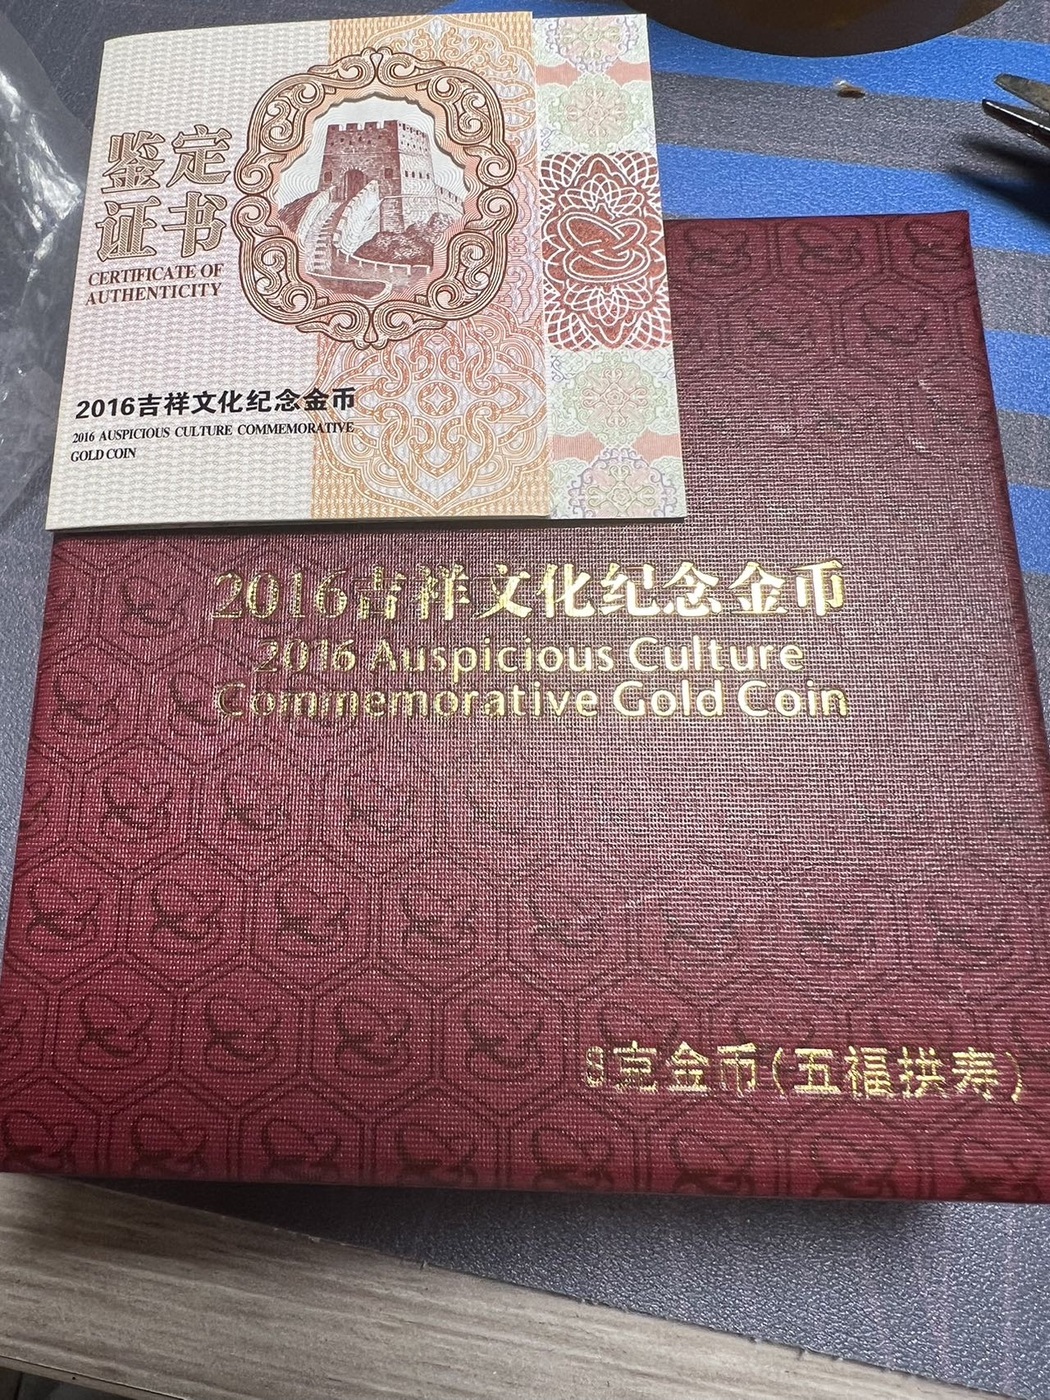 鉴定
证书
CERTIFICATE OF
AUTHENTICITY
2016吉祥文化纪念金币
2016 AUSPICIOUS CULTURE COMMEMORATIVE
GOLD COIN
2016吉祥文化纪念金币
2016 Auspicious Culture
Commemorative Gold Coin
8克金币(五福拱寿)